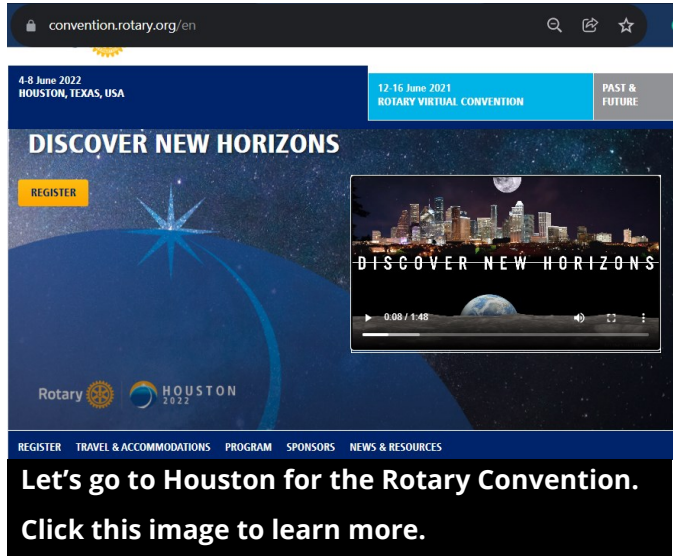 convention.rotary.org/en
4-8 June 2022
HOUSTON, TEXAS, USA
12-16 June 2021
ROTARY VIRTUAL CONVENTION
PAST &
FUTURE
DISCOVER NEW HORIZONS
REGISTER
DISCOVER NEW HORIZONS
0:08 / 1:48
Rotary
HOUSTON
2022
REGISTER TRAVEL & ACCOMMODATIONS PROGRAM SPONSORS NEWS & RESOURCES
Let’s go to Houston for the Rotary Convention.
Click this image to learn more.